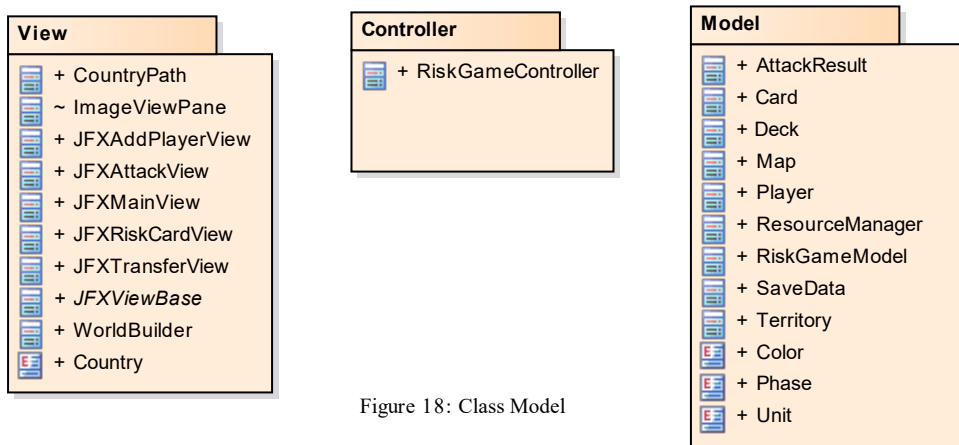 View
+ CountryPath
~ ImageViewPane
+ JFXAddPlayerView
+ JFXAttackView
+ JFXMainView
+ JFXRiskCardView
+ JFXTransferView
+ JFXViewBase
+ WorldBuilder
E + Country
Controller
+ RiskGameController
Model
+ AttackResult
+ Card
+ Deck
+ Map
+ Player
+ ResourceManager
+ RiskGameModel
+ SaveData
+ Territory
E + Color
E + Phase
E + Unit
Figure 18: Class Model